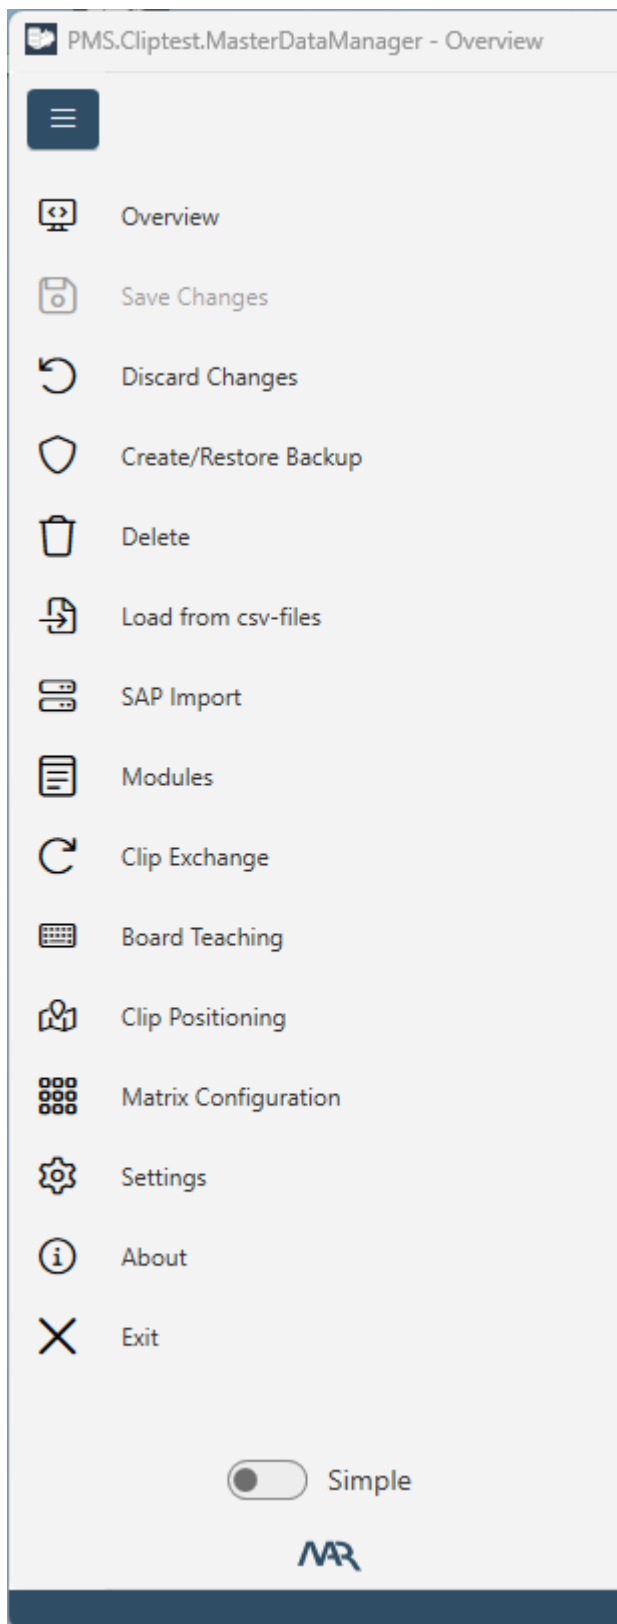 PMS.Cliptest.MasterDataManager - Overview
Overview
Save Changes
Discard Changes
Create/Restore Backup
Delete
Load from csv-files
SAP Import
Modules
Clip Exchange
Board Teaching
Clip Positioning
Matrix Configuration
Settings
About
Exit
Simple
MR